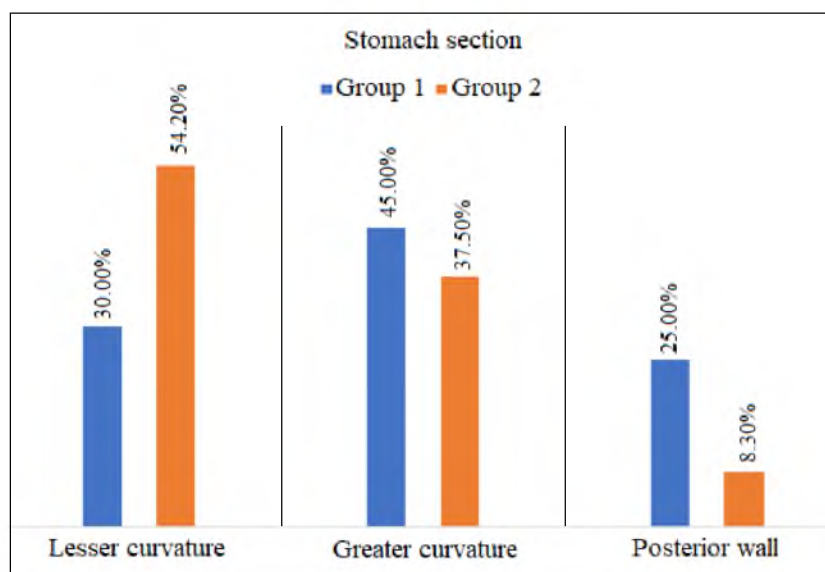 Stomach section
Group 1 Group 2
30.00%
54.20%
45.00%
37.50%
25.00%
8.30%
Lesser curvature
Greater curvature
Posterior wall